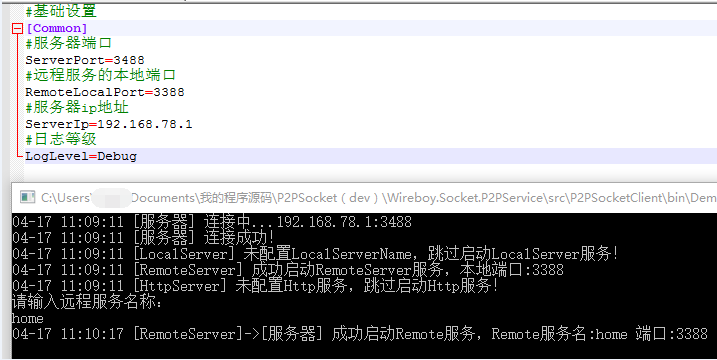 #基础设置
[Common]
#服务器端口
ServerPort=3488
#远程服务的本地端口
RemoteLocalPort=3388
#服务器ip地址
ServerIp=192.168.78.1
#日志等级
LogLevel=Debug
C:\Users\Documents\我的程序源码\P2PSocket（dev）\Wireboy.Socket.P2PService\src\P2PSocketClient\bin\Dem
04-17 11:09:11 [服务器] 连接中...192.168.78.1:3488
04-17 11:09:11 [服务器] 连接成功!
04-17 11:09:11 [LocalServer] 未配置LocalServerName, 跳过启动LocalServer服务!
04-17 11:09:11 [RemoteServer] 成功启动RemoteServer服务, 本地端口:3388
04-17 11:09:11 [HttpServer] 未配置Http服务, 跳过启动Http服务!
请输入远程服务名称:
home
04-17 11:10:17 [RemoteServer]->[服务器] 成功启动Remote服务, Remote服务名:home 端口:3388